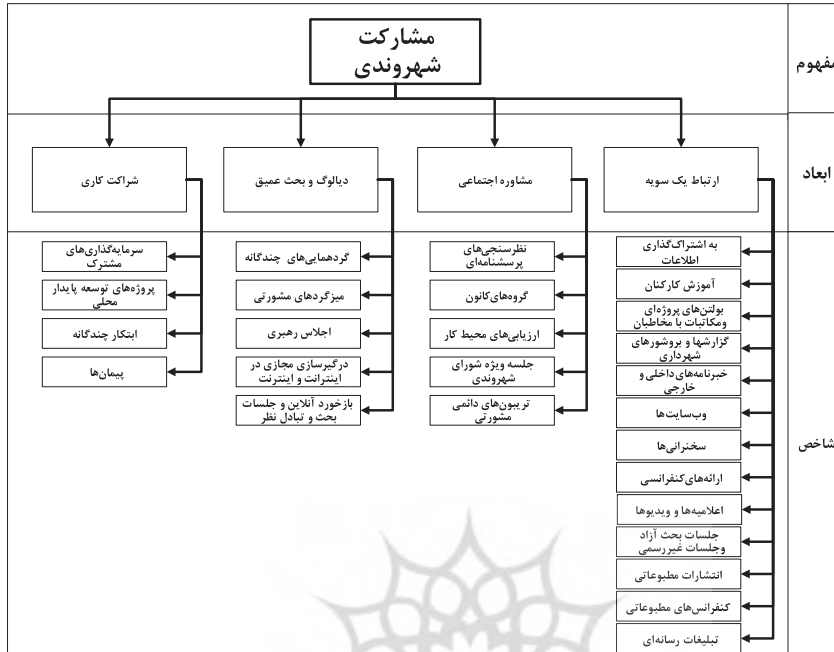 مفهوم
مشارکت
شهروندی
ابعاد
ارتباط یک سویه
مشاوره اجتماعی
دیالوگ و بحث عمیق
شراکت کاری
شاخص
به اشتراک‌گذاری
اطلاعات
آموزش کارکنان
بولتن‌های پروژه‌ای
ومکاتبات با مخاطبان
گزارشها و بروشورهای
شهرداری
خبرنامه‌های داخلی و
خارجی
وب‌سایت‌ها
سخنرانی‌ها
ارائه‌های کنفرانسی
اعلامیه‌ها و ویدیوها
جلسات بحث آزاد
وجلسات غیررسمی
انتشارات مطبوعاتی
کنفرانس‌های مطبوعاتی
تبلیغات رسانه‌ای
نظرسنجی‌های
پرسشنامه‌ای
گروه‌های کانون
ارزیابی‌های محیط کار
جلسه ویژه شورای
شهروندی
تریبون‌های دائمی
مشورتی
گردهمایی‌های چندگانه
میزگردهای مشورتی
اجلاس رهبری
درگیرسازی مجازی در
اینترانت و اینترنت
بازخورد آنلاین و جلسات
بحث و تبادل نظر
سرمایه‌گذاری‌های
مشترک
پروژه‌های توسعه پایدار
محلی
ابتکار چندگانه
پیمان‌ها